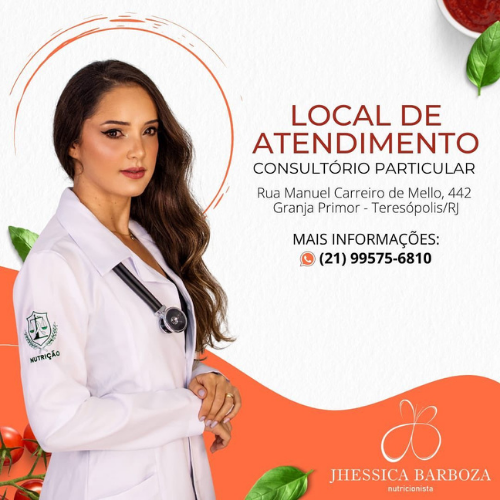 LOCAL DE
ATENDIMENTO
CONSULTÓRIO PARTICULAR
Rua Manuel Carreiro de Mello, 442
Granja Primor - Teresópolis/RJ
MAIS INFORMAÇÕES:
(21) 99575-6810
NUTRIÇÃO
JHESSICA BARBOZA
nutricionista